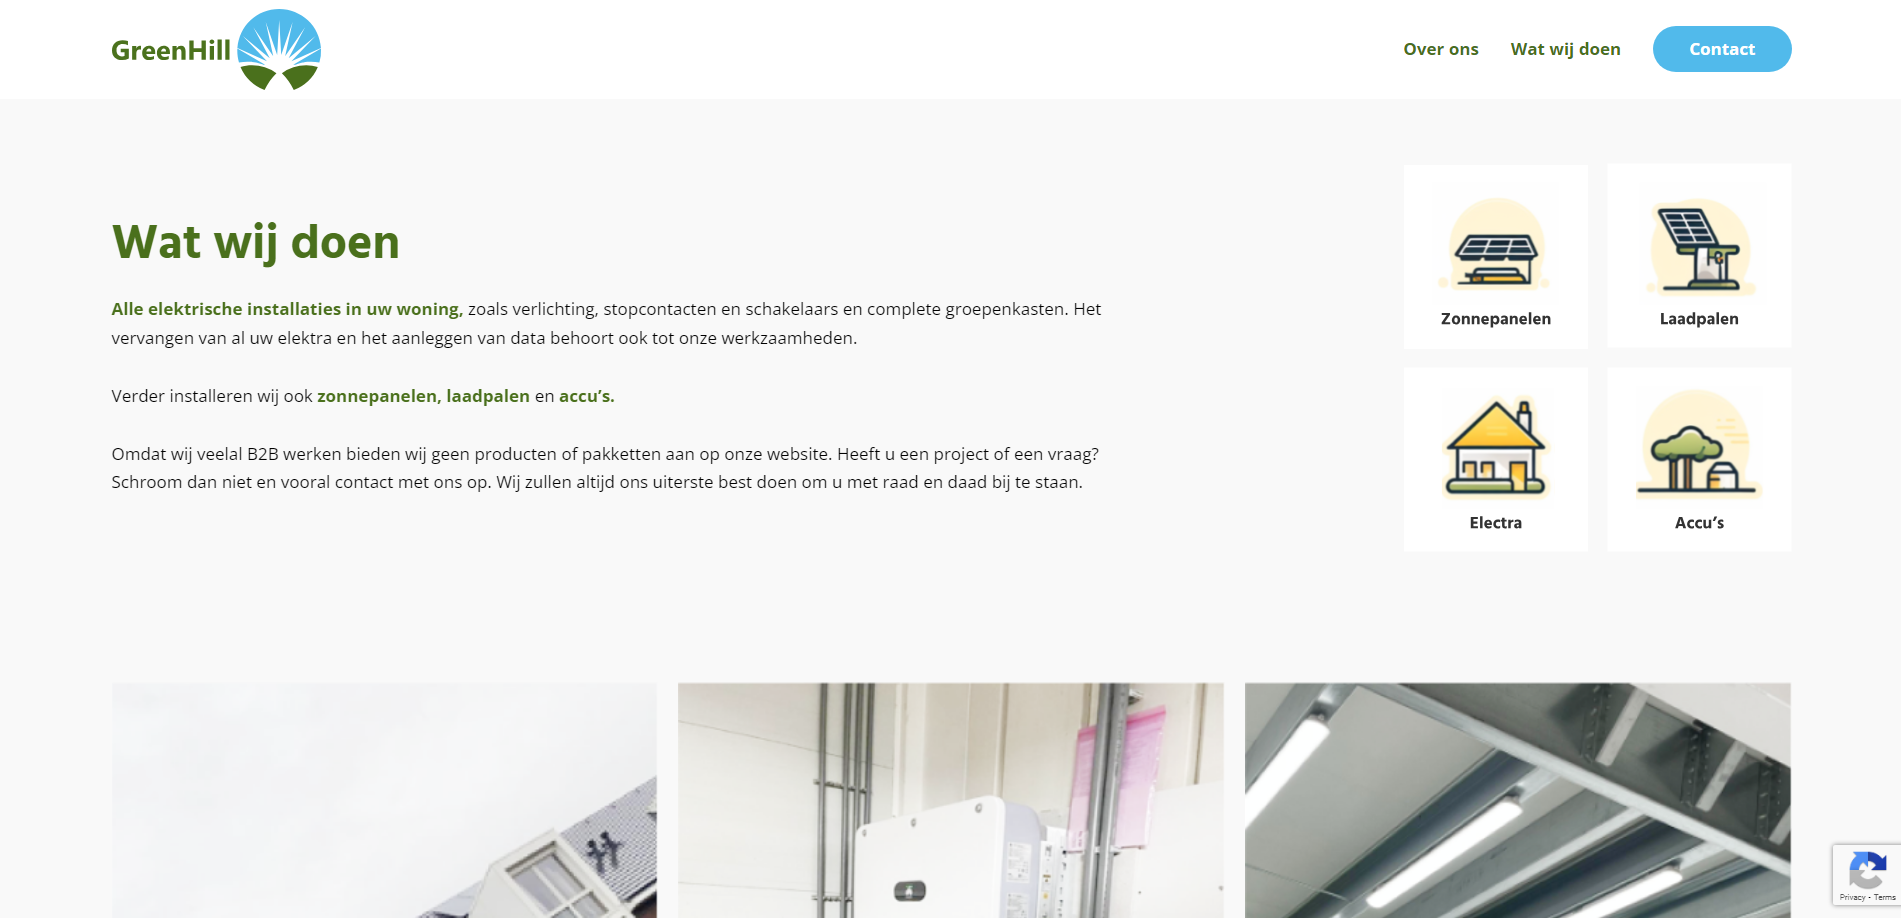 GreenHill
Over ons
Wat wij doen
Contact
Wat wij doen
Alle elektrische installaties in uw woning, zoals verlichting, stopcontacten en schakelaars en complete groepenkasten. Het
vervangen van al uw elektra en het aanleggen van data behoort ook tot onze werkzaamheden.
Verder installeren wij ook zonnepanelen, laadpalen en accu’s.
Omdat wij veelal B2B werken bieden wij geen producten of pakketten aan op onze website. Heeft u een project of een vraag?
Schroom dan niet en vooral contact met ons op. Wij zullen altijd ons uiterste best doen om u met raad en daad bij te staan.
Zonnepanelen
Laadpalen
Electra
Accu’s
Privacy - Terms